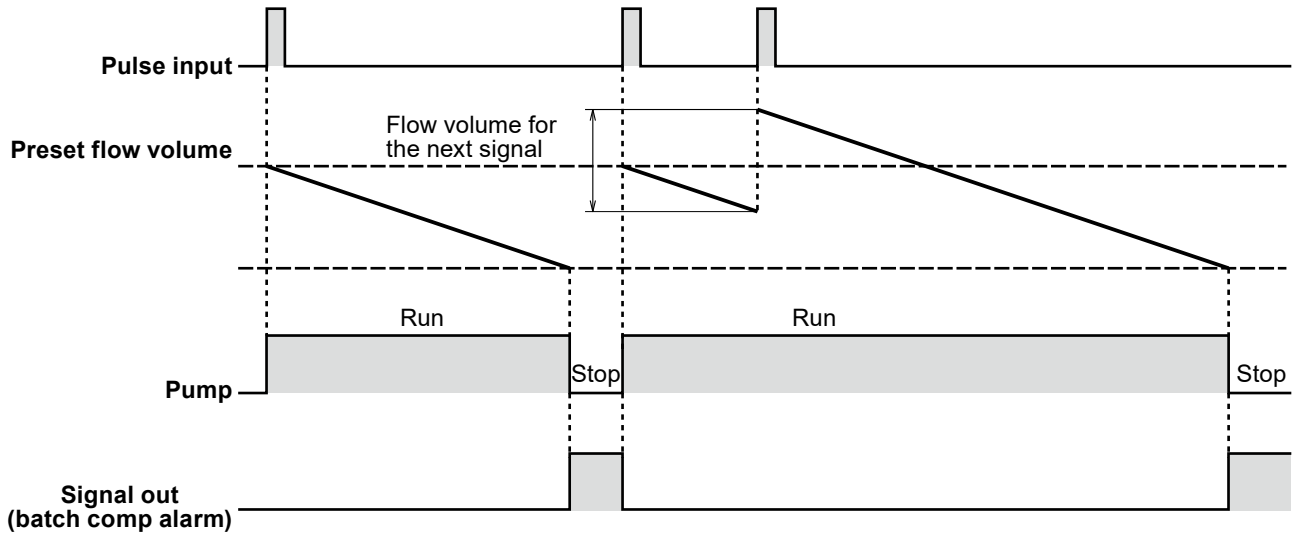 Pulse input
Flow volume for
the next signal
Preset flow volume
Run
Run
Stop
Stop
Pump
Signal out
(batch comp alarm)